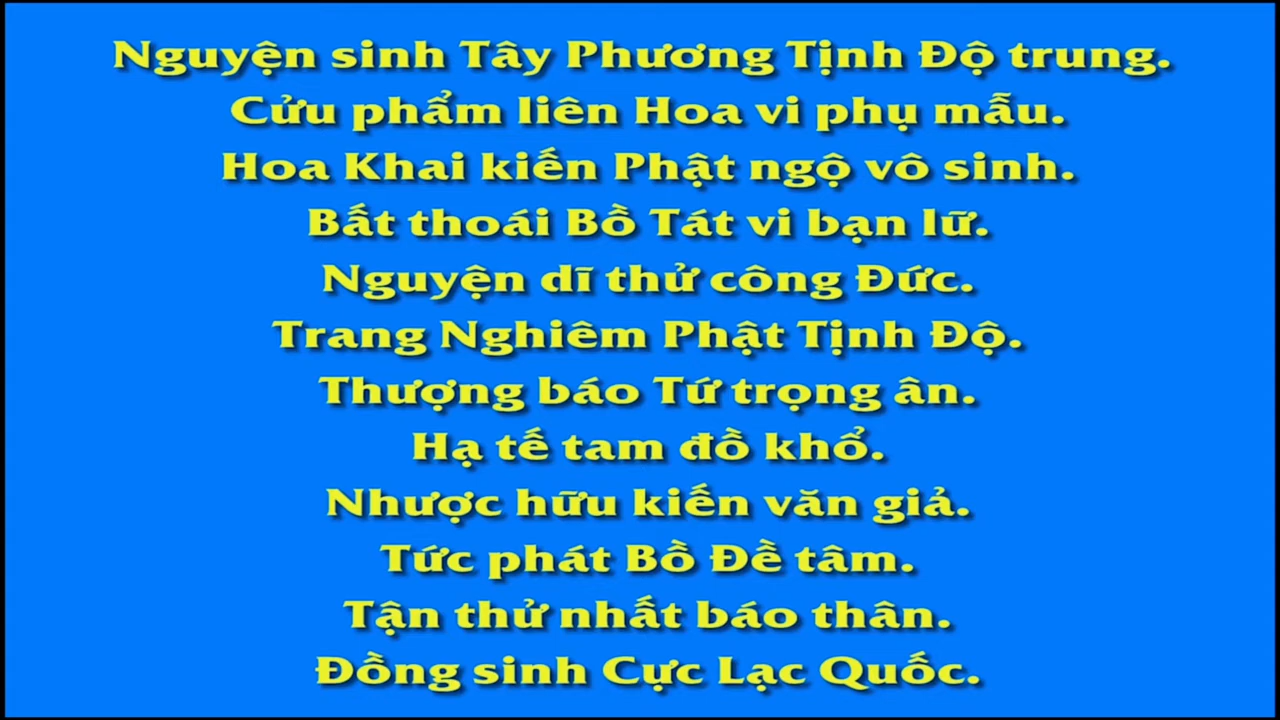 Nguyện sinh Tây Phương Tịnh Độ trung.
Cửu phẩm liên Hoa vi phụ mẫu.
Hoa Khai kiến Phật ngộ vô sinh.
Bất thoái Bồ Tát vi bạn lữ.
Nguyện dĩ thử công Đức.
Trang Nghiêm Phật Tịnh Độ.
Thượng báo Tứ trọng ân.
Hạ tế tam đồ khổ.
Nhược hữu kiến văn giả.
Tức phát Bồ Đề tâm.
Tận thử nhất báo thân.
Đồng sinh Cực Lạc Quốc.